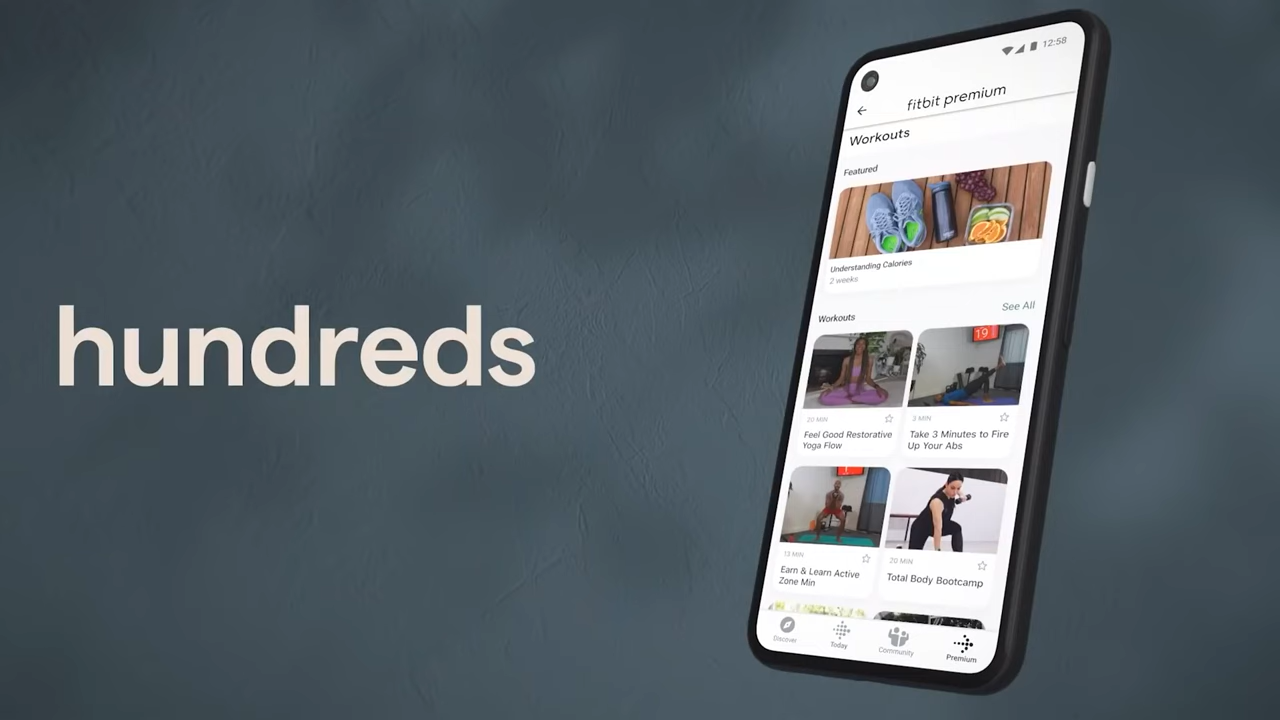 hundreds
12:58
fitbit premium
Workouts
Featured
Understanding Calories
2 weeks
Workouts
See All
19
20 MIN
Feel Good Restorative
Yoga Flow
3 MIN
Take 3 Minutes to Fire
Up Your Abs
13 MIN
Earn & Learn Active
Zone Min
20 MIN
Total Body Bootcamp
Discover
Today
Community
Premium